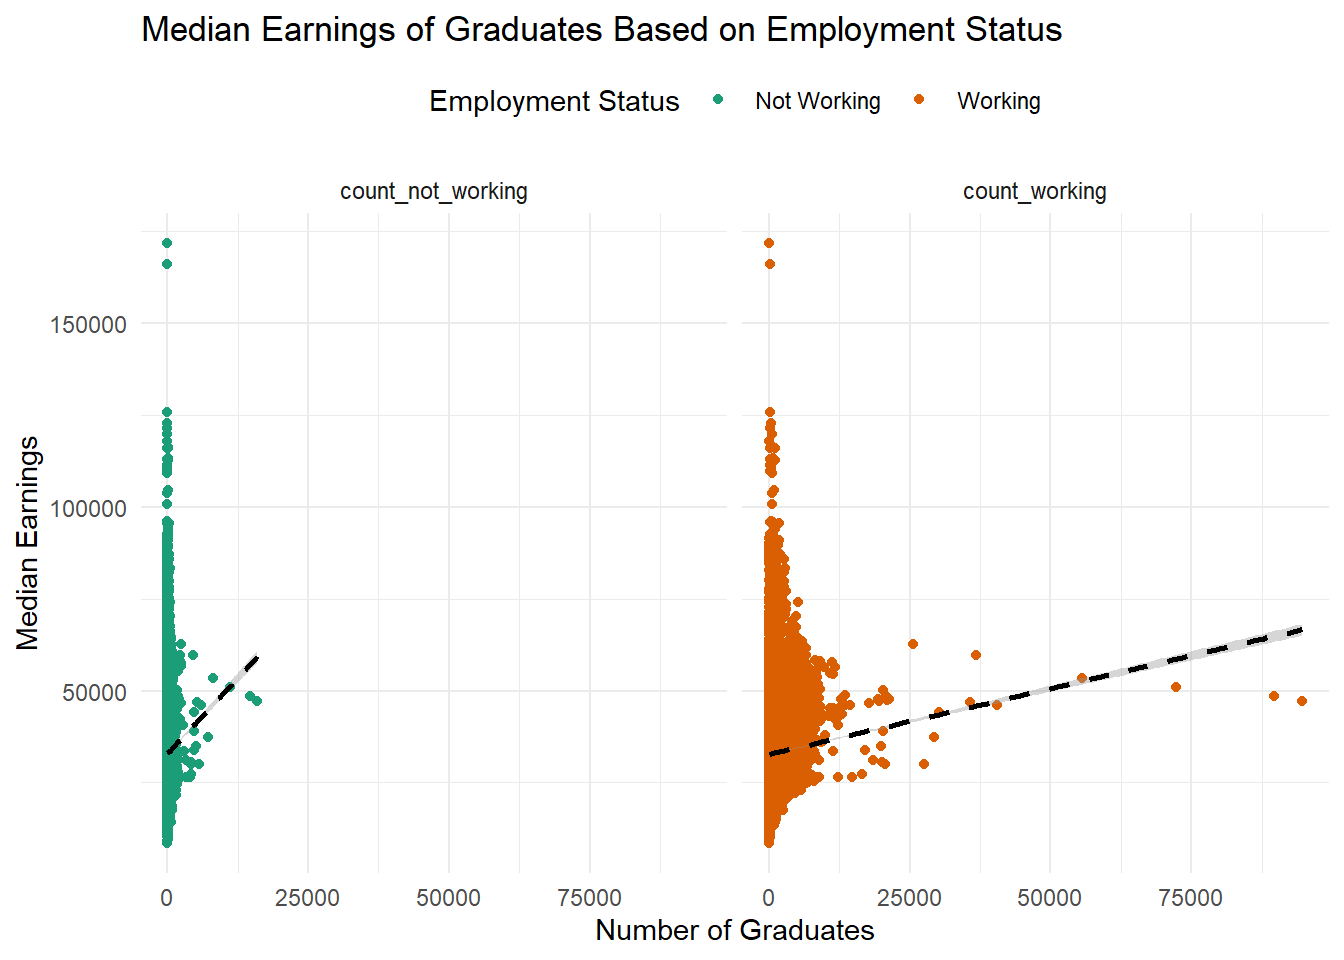 Median Earnings of Graduates Based on Employment Status
Employment Status Not Working Working
count_not_working count_working
150000
100000
50000
Median Earnings
0 25000 50000 75000 0 25000 50000 75000
Number of Graduates